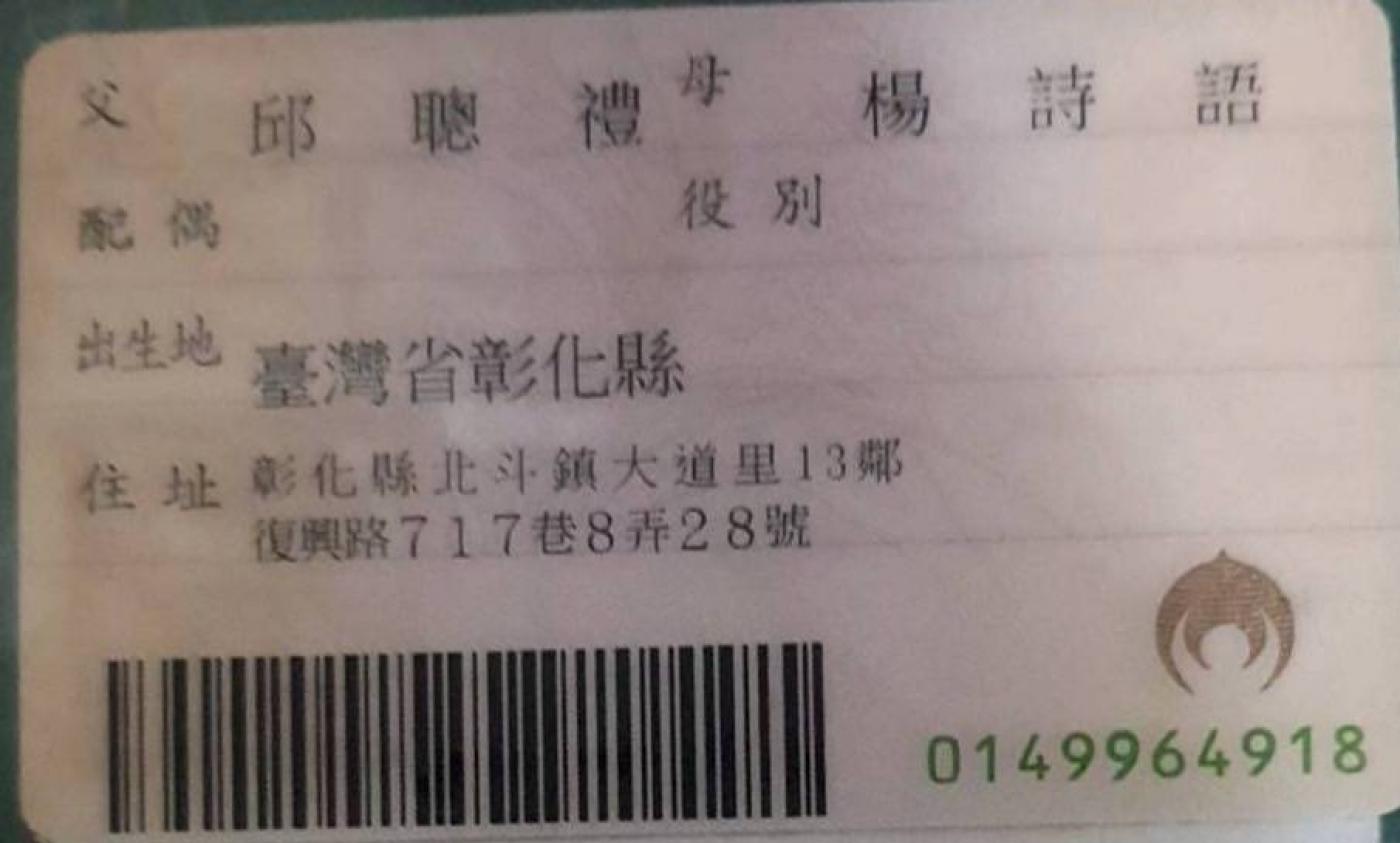 父 邱聰禮 母 楊詩語
配偶 役別
出生地 臺灣省彰化縣
住址 彰化縣北斗鎮大道里13鄰
復興路717巷8弄28號
0149964918